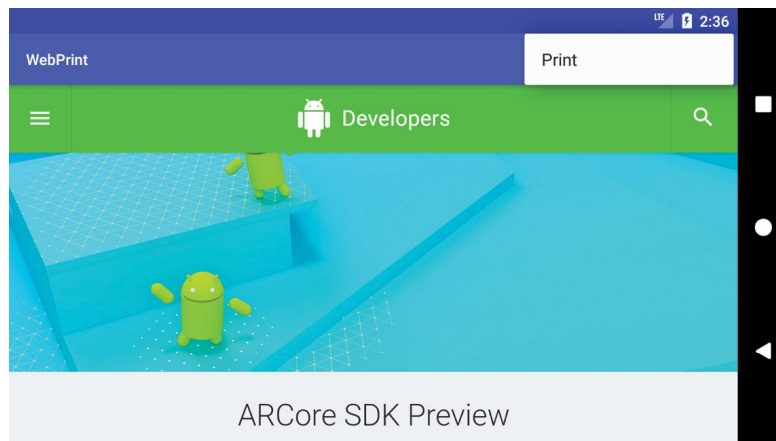 LTE 2:36
WebPrint
Print
Developers
ARCore SDK Preview